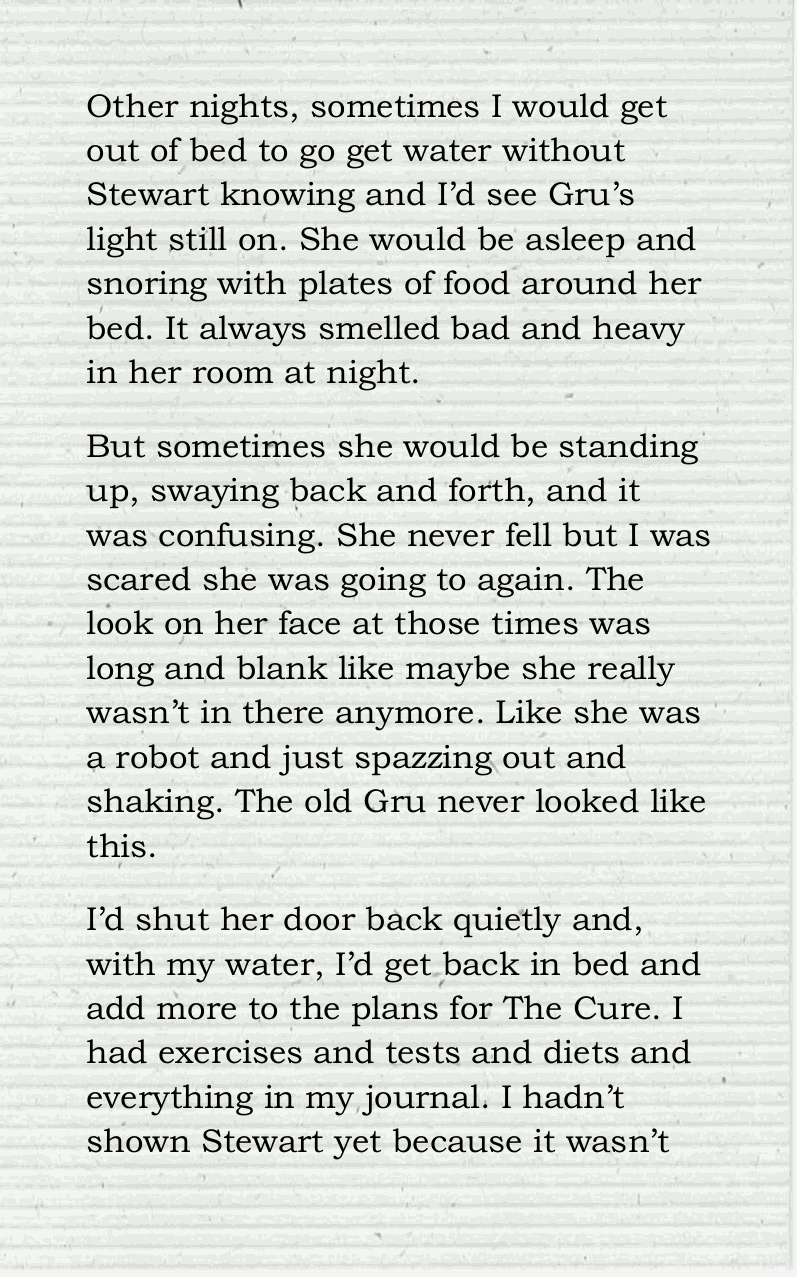 Other nights, sometimes I would get
out of bed to go get water without
Stewart knowing and I’d see Gru’s
light still on. She would be asleep and
snoring with plates of food around her
bed. It always smelled bad and heavy
in her room at night.
But sometimes she would be standing
up, swaying back and forth, and it
was confusing. She never fell but I was
scared she was going to again. The
look on her face at those times was
long and blank like maybe she really
wasn’t in there anymore. Like she was
a robot and just spazzing out and
shaking. The old Gru never looked like
this.
I’d shut her door back quietly and,
with my water, I’d get back in bed and
add more to the plans for The Cure. I
had exercises and tests and diets and
everything in my journal. I hadn’t
shown Stewart yet because it wasn’t